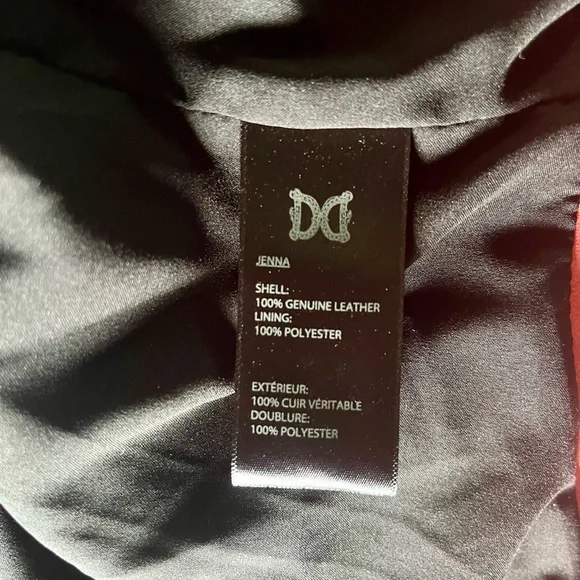 JENNA
SHELL:
100% GENUINE LEATHER
LINING:
100% POLYESTER
EXTÉRIEUR:
100% CUIR VÉRITABLE
DOUBLURE:
100% POLYESTER